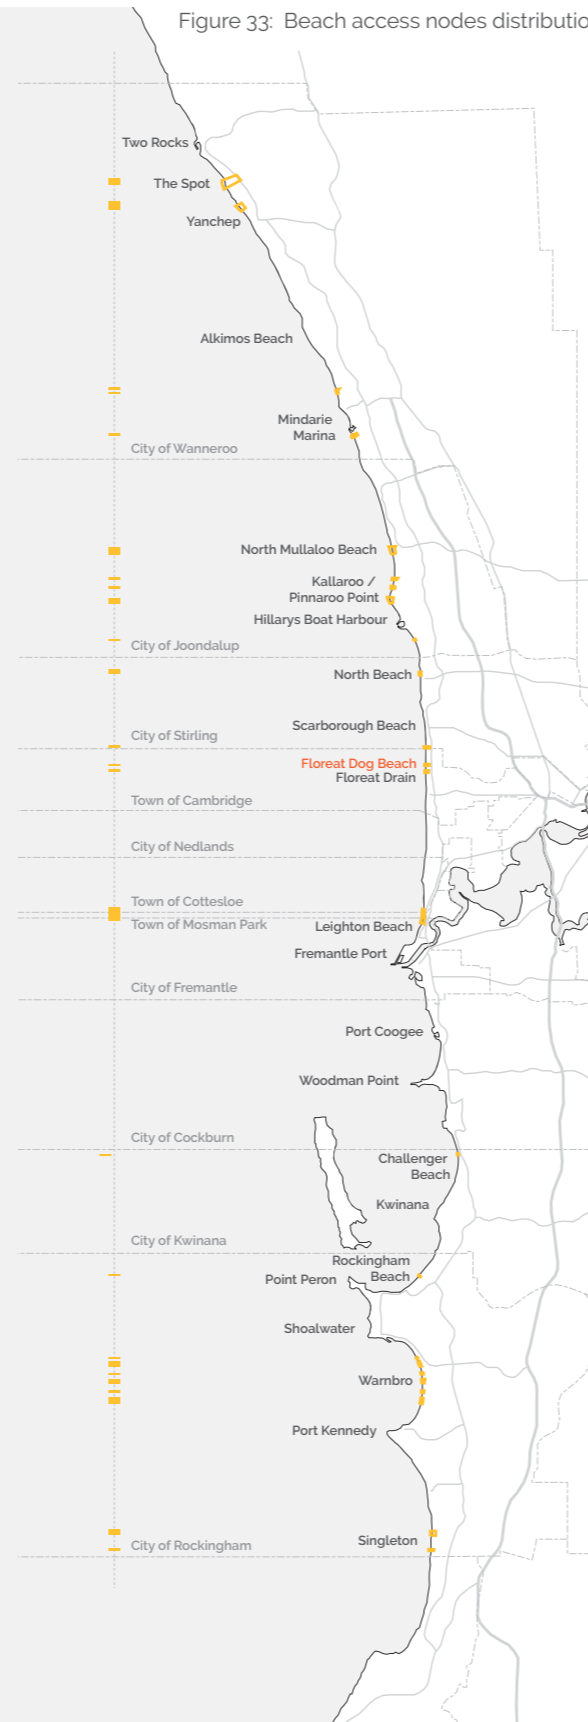 Figure 33: Beach access nodes distributio
Two Rocks
The Spot
Yanchep
Alkimos Beach
Mindarie
Marina
City of Wanneroo
North Mullaloo Beach
Kallaroo /
Pinnaroo Point
Hillarys Boat Harbour
City of Joondalup
North Beach
Scarborough Beach
City of Stirling
Floreat Dog Beach
Floreat Drain
Town of Cambridge
City of Nedlands
Town of Cottesloe
Town of Mosman Park
Leighton Beach
Fremantle Port
City of Fremantle
Port Coogee
Woodman Point
City of Cockburn
Challenger
Beach
Kwinana
City of Kwinana
Rockingham
Beach
Point Peron
Shoalwater
Warnbro
Port Kennedy
Singleton
City of Rockingham